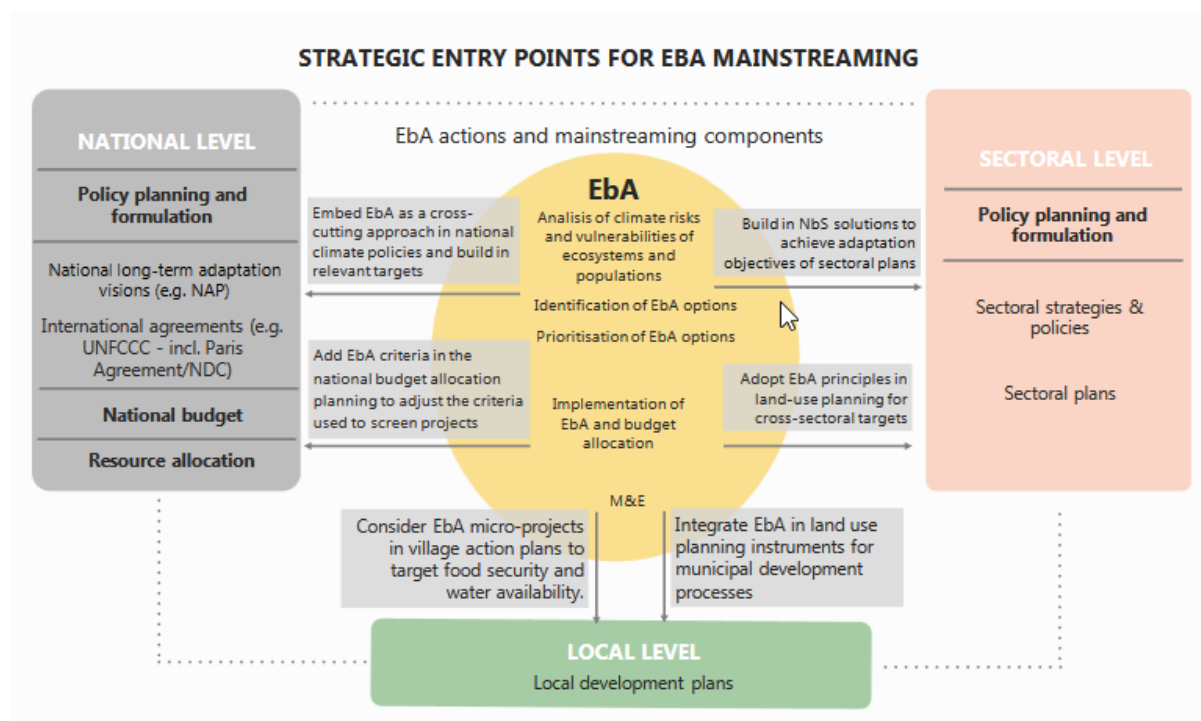 STRATEGIC ENTRY POINTS FOR EBA MAINSTREAMING
NATIONAL LEVEL
Policy planning and
formulation
National long-term adaptation
visions (e.g. NAP)
International agreements (e.g.
UNFCCC - incl. Paris
Agreement/NDC)
National budget
Resource allocation
EbA actions and mainstreaming components
Embed EbA as a cross-
cutting approach in national
climate policies and build in
relevant targets
Add EbA criteria in the
national budget allocation
planning to adjust the criteria
used to screen projects
EbA
Analisis of climate risks
and vulnerabilities of
ecosystems and
populations
Identification of EbA options
Prioritisation of EbA options
Implementation of
EbA and budget
allocation
M&E
Build in NbS solutions to
achieve adaptation
objectives of sectoral plans
Adopt EbA principles in
land-use planning for
cross-sectoral targets
SECTORAL LEVEL
Policy planning and
formulation
Sectoral strategies &
policies
Sectoral plans
Consider EbA micro-projects
in village action plans to
target food security and
water availability.
Integrate EbA in land use
planning instruments for
municipal development
processes
LOCAL LEVEL
Local development plans